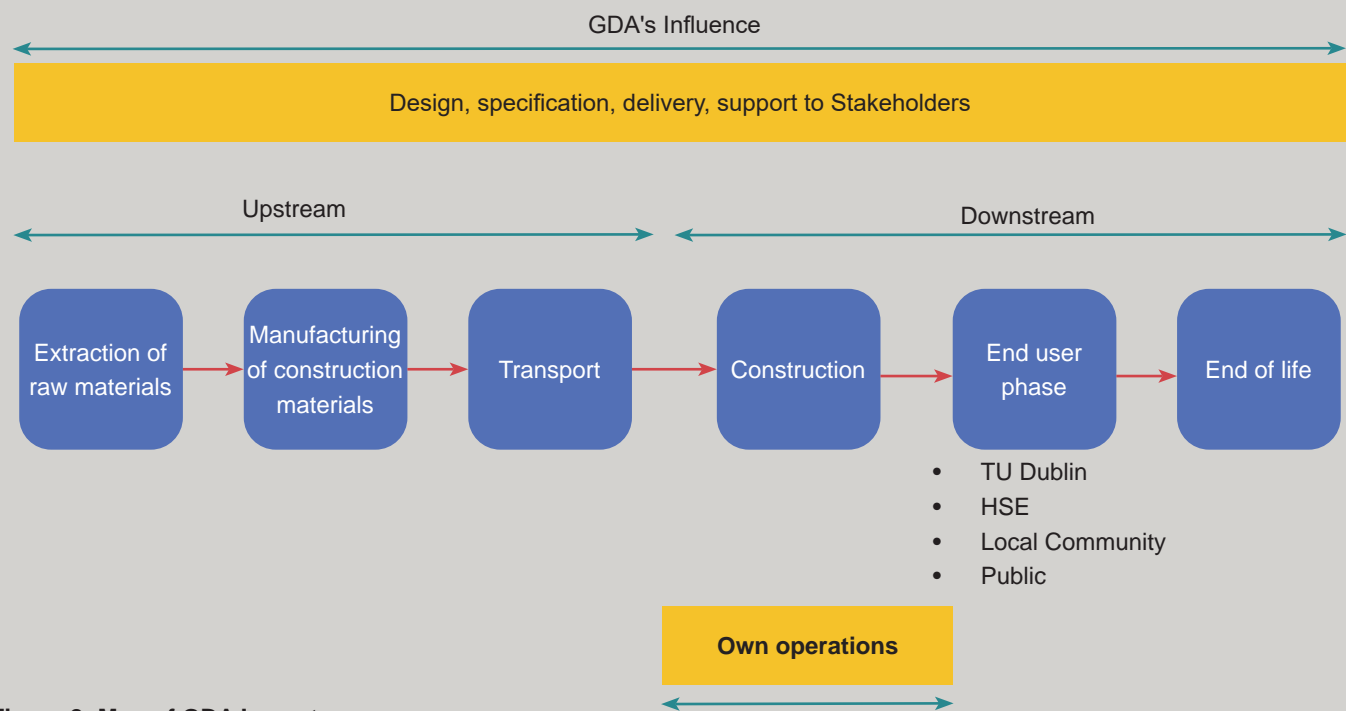 GDA's Influence
Design, specification, delivery, support to Stakeholders
Upstream
Downstream
Extraction of
raw materials
Manufacturing
of construction
materials
Transport
Construction
End user
phase
End of life
• TU Dublin
• HSE
• Local Community
• Public
Own operations